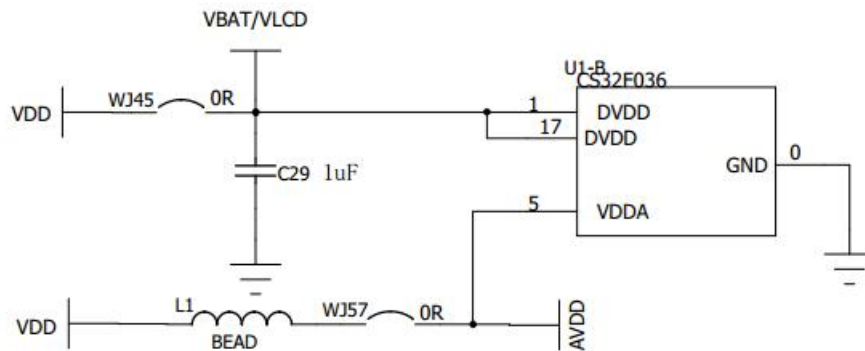 VBAT/VLCD
U1-B
CS32F036
VDD
WJ45
0R
1
DVDD
17
DVDD
C29 1uF
GND
0
5
VDDA
L1
WJ57
0R
VDD
BEAD
AVDD